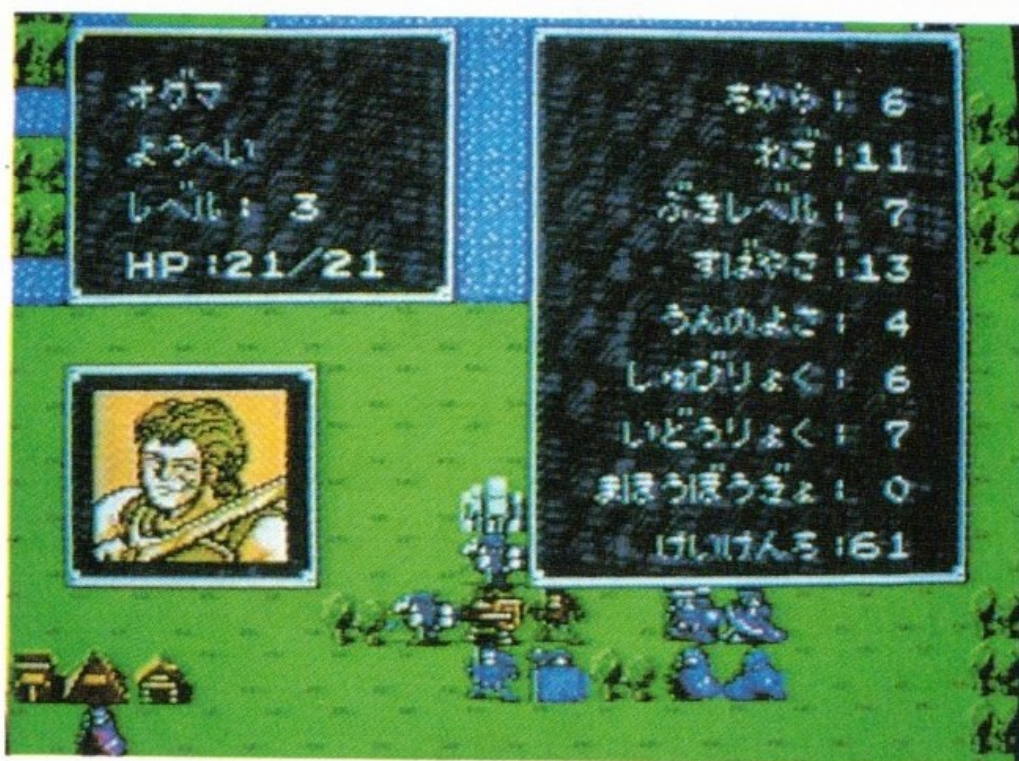 オグマ
ようへい
レベル: 3
HP:21/21
ちから: 6
わざ:11
ぶきレベル: 7
すばやさ:13
うんのよさ: 4
しゅびりょく: 6
いどうりょく: 7
まほうぼうぎょ: 0
けいけんち:61